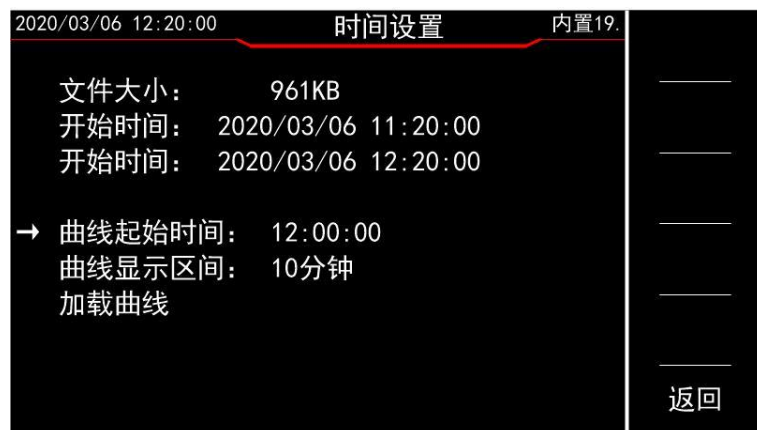 2020/03/06 12:20:00 时间设置 内置19.
文件大小： 961KB
开始时间： 2020/03/06 11:20:00
开始时间： 2020/03/06 12:20:00
→ 曲线起始时间： 12:00:00
曲线显示区间： 10分钟
加载曲线
返回